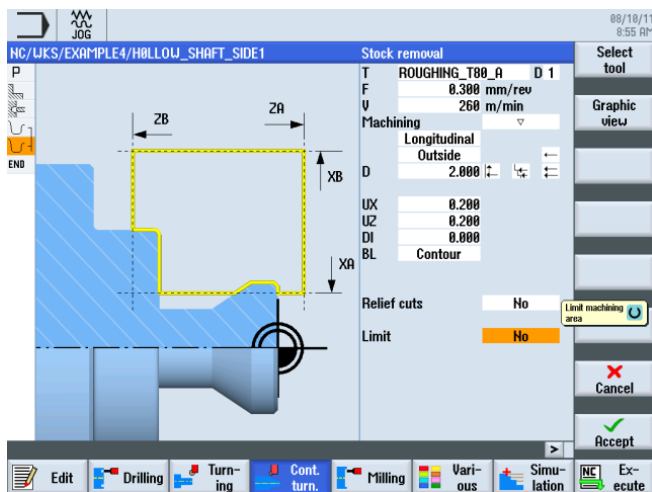 JOG
08/10/11
8:55 AM
NC/WKS/EXAMPLE4/HOLLOW_SHAFT_SIDE1
Stock removal
Select
tool
P
T ROUGHING_T80_A D 1
F 0.300 mm/rev
V 260 m/min
Machining ▽
Longitudinal
Outside ←
D 2.000
UX 0.200
UZ 0.200
DI 0.000
BL Contour
Relief cuts No
Limit No
ZB
ZA
XB
XA
END
Graphic
view
Limit machining
area
Cancel
Accept
>
Edit
Drilling
Turn-
ing
Cont.
turn.
Milling
Vari-
ous
Simu-
lation
NC
Ex-
ecute